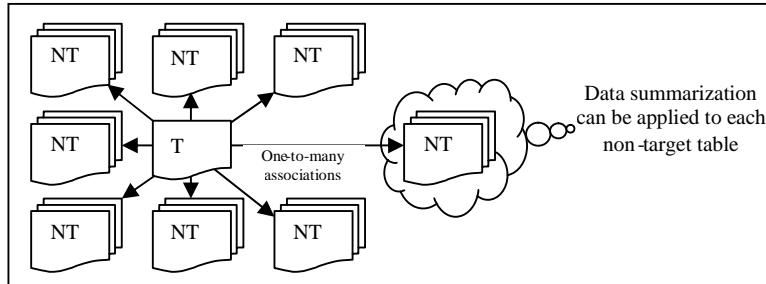 NT
NT
NT
Data summarization
can be applied to each
non-target table
NT
T
One-to-many
associations
NT
NT
NT
NT